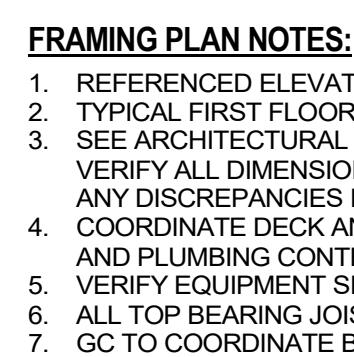 FRAMING PLAN NOTES:
1. REFERENCED ELEVAT
2. TYPICAL FIRST FLOOR
3. SEE ARCHITECTURAL
VERIFY ALL DIMENSIO
ANY DISCREPANCIES
4. COORDINATE DECK AN
AND PLUMBING CONT
5. VERIFY EQUIPMENT S
6. ALL TOP BEARING JOIS
7. GC TO COORDINATE B